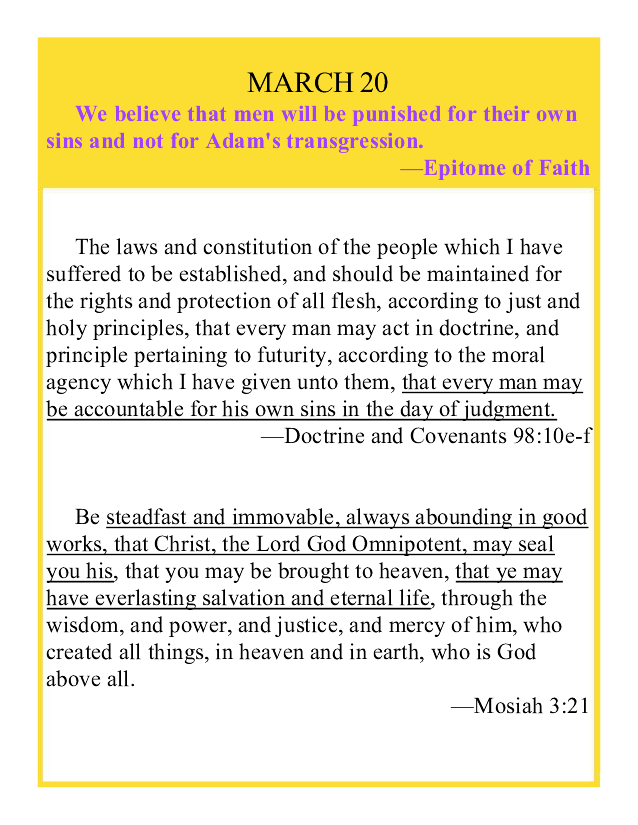 MARCH 20
We believe that men will be punished for their own
sins and not for Adam's transgression.
—Epitome of Faith
The laws and constitution of the people which I have
suffered to be established, and should be maintained for
the rights and protection of all flesh, according to just and
holy principles, that every man may act in doctrine, and
principle pertaining to futurity, according to the moral
agency which I have given unto them, that every man may
be accountable for his own sins in the day of judgment.
—Doctrine and Covenants 98:10e-f
Be steadfast and immovable, always abounding in good
works, that Christ, the Lord God Omnipotent, may seal
you his, that you may be brought to heaven, that ye may
have everlasting salvation and eternal life, through the
wisdom, and power, and justice, and mercy of him, who
created all things, in heaven and in earth, who is God
above all.
—Mosiah 3:21